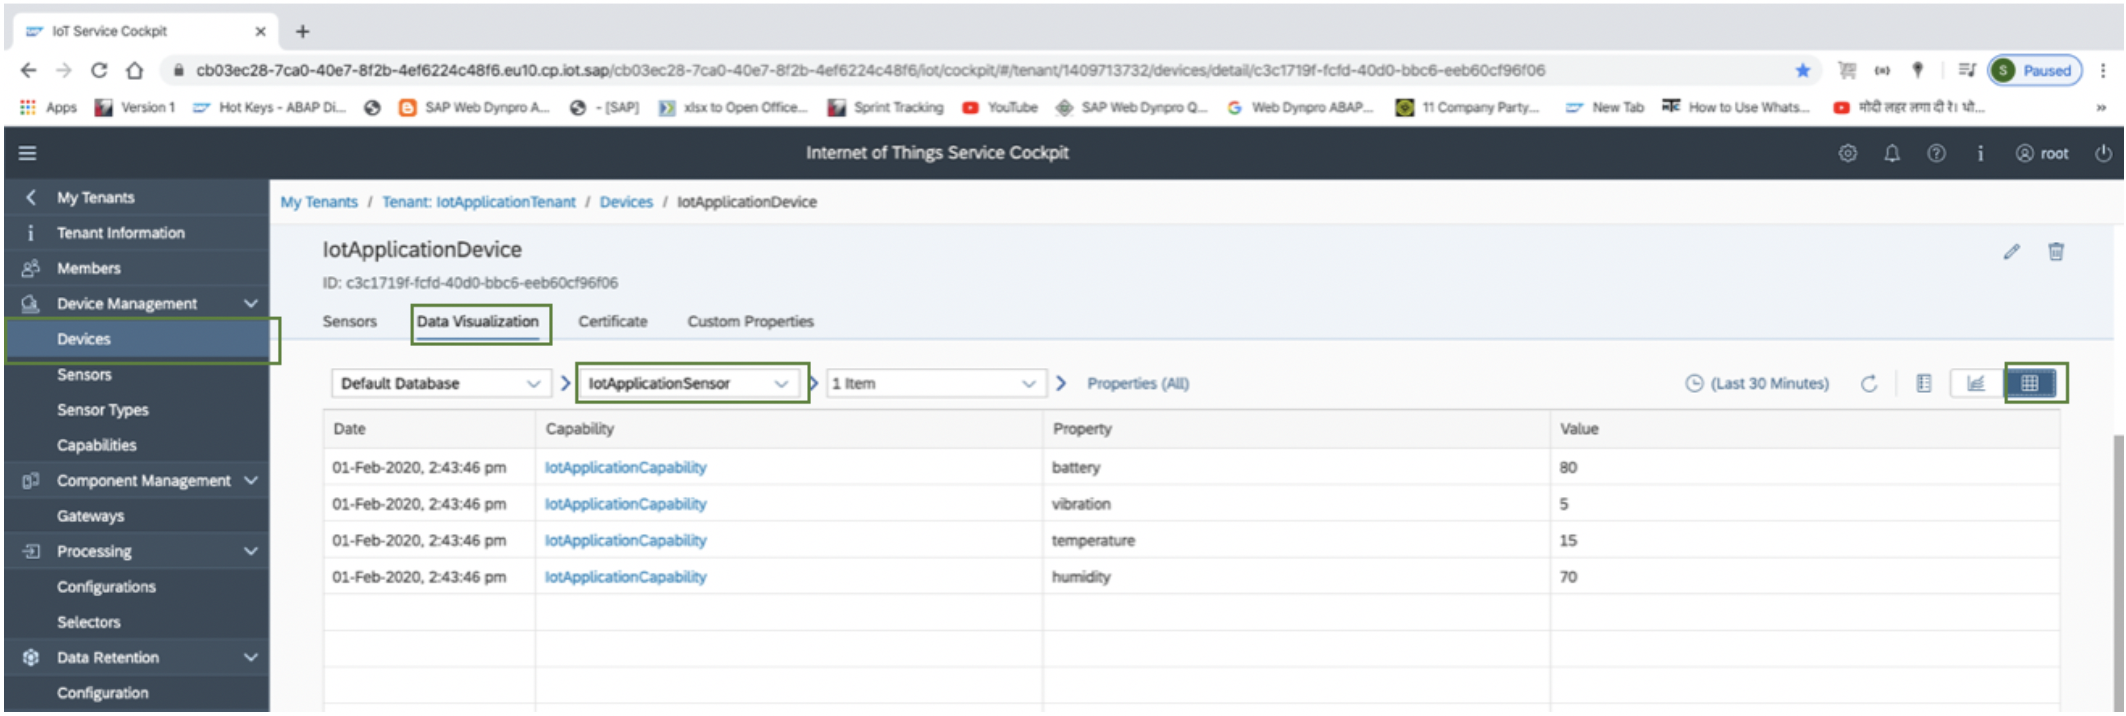 IoT Service Cockpit
cb03ec28-7ca0-40e7-8f2b-4ef6224c48f6.eu10.cp.iot.sap/cb03ec28-7ca0-40e7-8f2b-4ef6224c48f6/iot/cockpit/#/tenant/1409713732/devices/detail/c3c1719f-fcfd-40d0-bbc6-eeb60cf96f06 S Paused
Apps Version 1 Hot Keys - ABAP Di... SAP Web Dynpro A... - [SAP] xlsx to Open Office... Sprint Tracking YouTube SAP Web Dynpro Q... Web Dynpro ABAP... 11 Company Party... New Tab How to Use Whats... मोदी लहर लगा दी रे। भो...
Internet of Things Service Cockpit root
My Tenants
Tenant Information
Members
Device Management
Devices
Sensors
Sensor Types
Capabilities
Component Management
Gateways
Processing
Configurations
Selectors
Data Retention
Configuration
My Tenants / Tenant: IotApplicationTenant / Devices / IotApplicationDevice
IotApplicationDevice
ID: c3c1719f-fcfd-40d0-bbc6-eeb60cf96f06
Sensors Data Visualization Certificate Custom Properties
Default Database IotApplicationSensor 1 Item Properties (All) (Last 30 Minutes)
Date Capability Property Value
01-Feb-2020, 2:43:46 pm IotApplicationCapability battery 80
01-Feb-2020, 2:43:46 pm IotApplicationCapability vibration 5
01-Feb-2020, 2:43:46 pm IotApplicationCapability temperature 15
01-Feb-2020, 2:43:46 pm IotApplicationCapability humidity 70